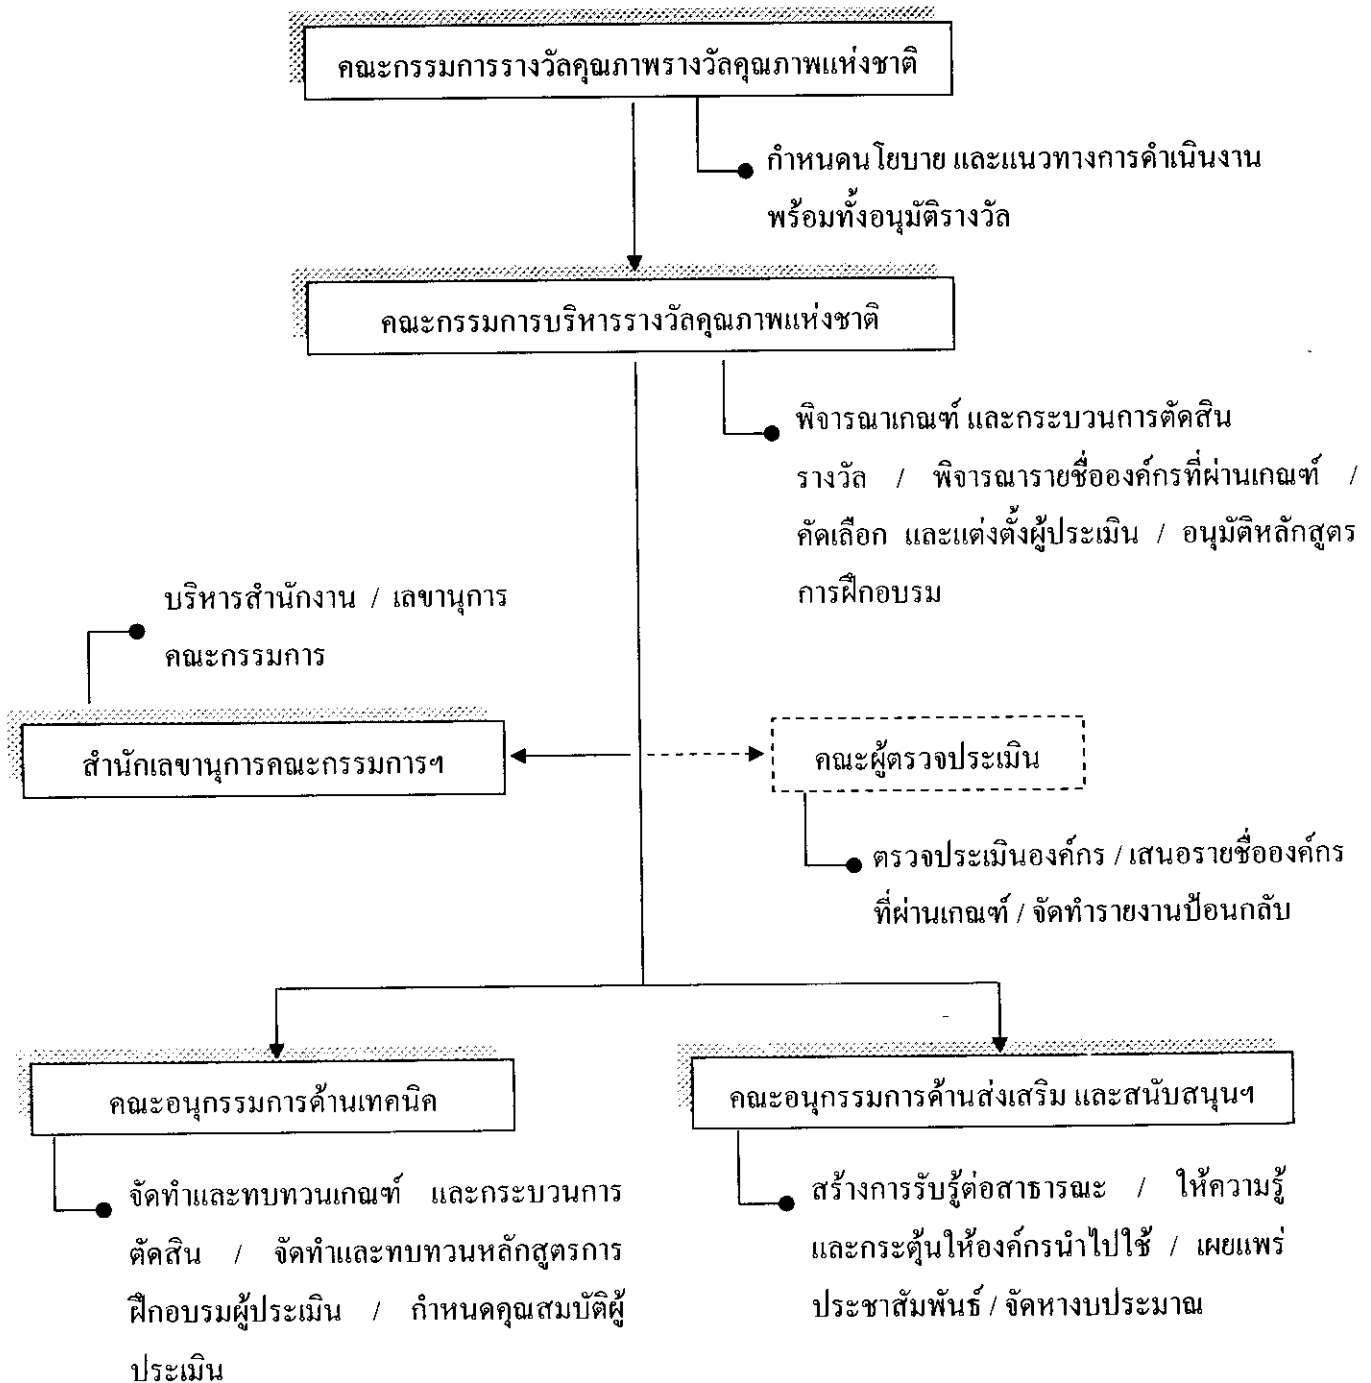 คณะกรรมการรางวัลคุณภาพรางวัลคุณภาพแห่งชาติ
กำหนดนโยบาย และแนวทางการดำเนินงาน
พร้อมทั้งอนุมัติรางวัล
คณะกรรมการบริหารรางวัลคุณภาพแห่งชาติ
พิจารณาเกณฑ์ และกระบวนการตัดสิน
รางวัล / พิจารณารายชื่อองค์กรที่ผ่านเกณฑ์ /
คัดเลือก และแต่งตั้งผู้ประเมิน / อนุมัติหลักสูตร
การฝึกอบรม
บริหารสำนักงาน / เลขานุการ
คณะกรรมการ
สำนักเลขานุการคณะกรรมการฯ
คณะผู้ตรวจประเมิน
ตรวจประเมินองค์กร / เสนอรายชื่อองค์กร
ที่ผ่านเกณฑ์ / จัดทำรายงานป้อนกลับ
คณะอนุกรรมการด้านเทคนิค
จัดทำและทบทวนเกณฑ์ และกระบวนการ
ตัดสิน / จัดทำและทบทวนหลักสูตรการ
ฝึกอบรมผู้ประเมิน / กำหนดคุณสมบัติผู้
ประเมิน
คณะอนุกรรมการด้านส่งเสริม และสนับสนุนฯ
สร้างการรับรู้ต่อสาธารณะ / ให้ความรู้
และกระตุ้นให้องค์กรนำไปใช้ / เผยแพร่
ประชาสัมพันธ์ / จัดหางบประมาณ